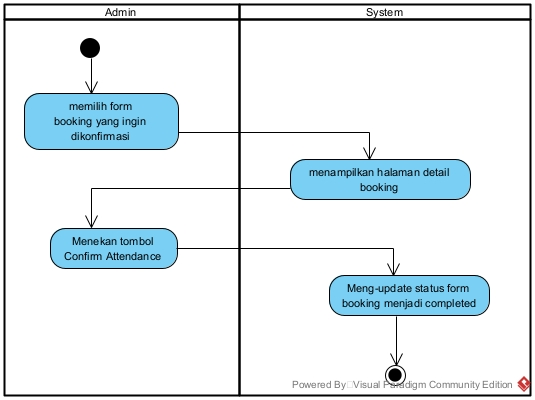 Admin
System
memilih form
booking yang ingin
dikonfirmasi
menampilkan halaman detail
booking
Menekan tombol
Confirm Attendance
Meng-update status form
booking menjadi completed
Powered By Visual Paradigm Community Edition